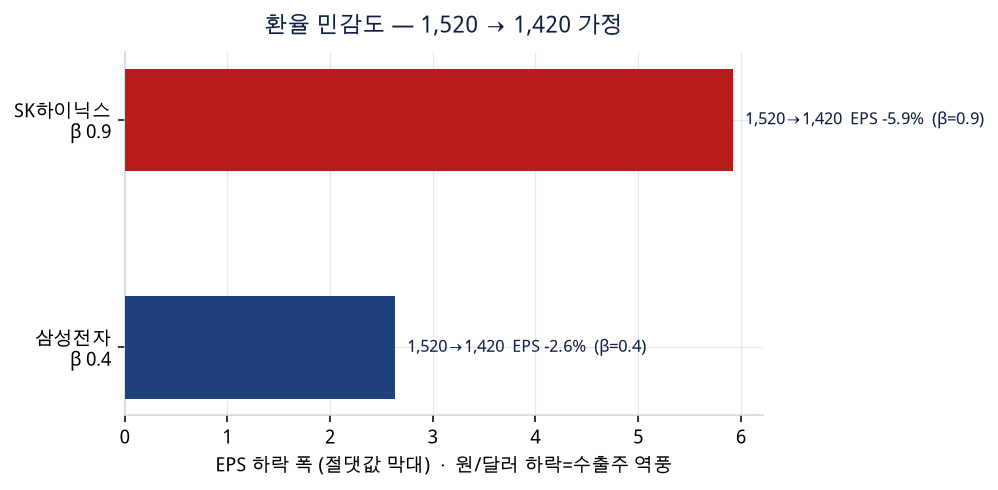 환율 민감도 — 1,520 → 1,420 가정
SK하이닉스
β 0.9
1,520→1,420 EPS -5.9% (β=0.9)
삼성전자
β 0.4
1,520→1,420 EPS -2.6% (β=0.4)
0 1 2 3 4 5 6
EPS 하락 폭 (절댓값 막대) · 원/달러 하락=수출주 역풍